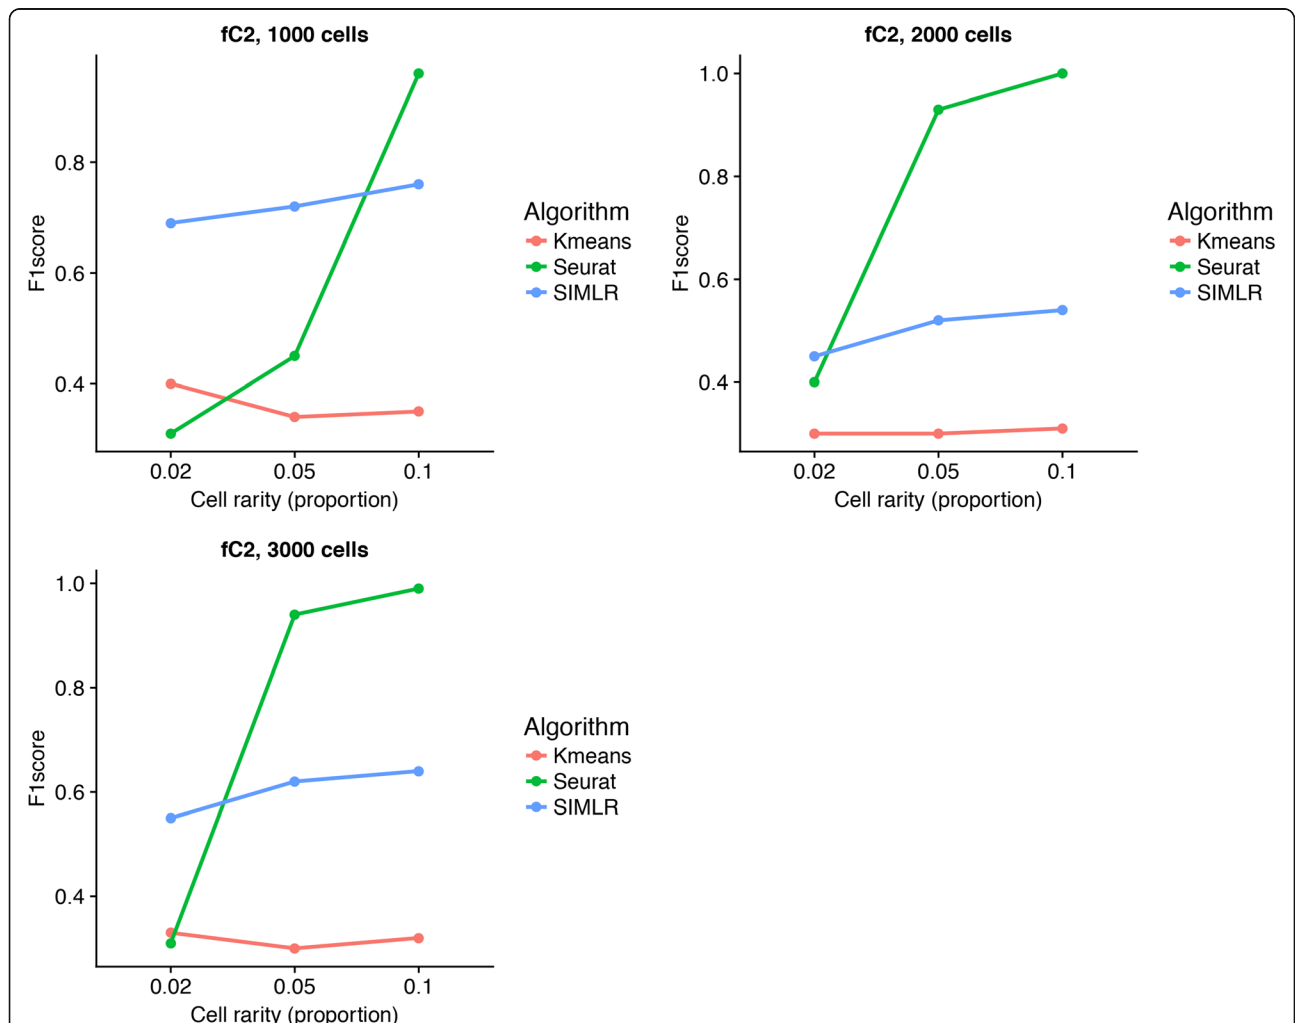 fC2, 1000 cells
0.8
0.6
0.4
F1score
0.02 0.05 0.1
Cell rarity (proportion)
Algorithm
Kmeans
Seurat
SIMLR
fC2, 2000 cells
1.0
0.8
0.6
0.4
F1score
0.02 0.05 0.1
Cell rarity (proportion)
Algorithm
Kmeans
Seurat
SIMLR
fC2, 3000 cells
1.0
0.8
0.6
0.4
F1score
0.02 0.05 0.1
Cell rarity (proportion)
Algorithm
Kmeans
Seurat
SIMLR